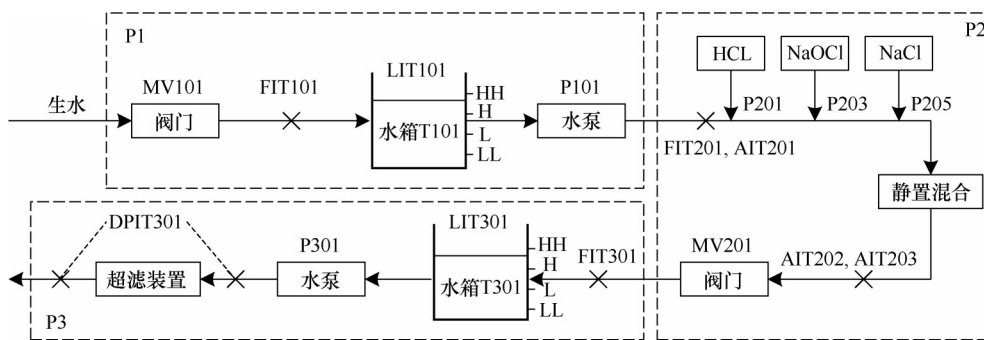 P1
P2
生水
MV101
阀门
FIT101
LIT101
水箱T101
HH
H
L
LL
P101
水泵
FIT201, AIT201
HCL
NaOCl
NaCl
P201
P203
P205
静置混合
AIT202, AIT203
MV201
阀门
FIT301
LIT301
水箱T301
HH
H
L
LL
P301
水泵
DPIT301
超滤装置
P3